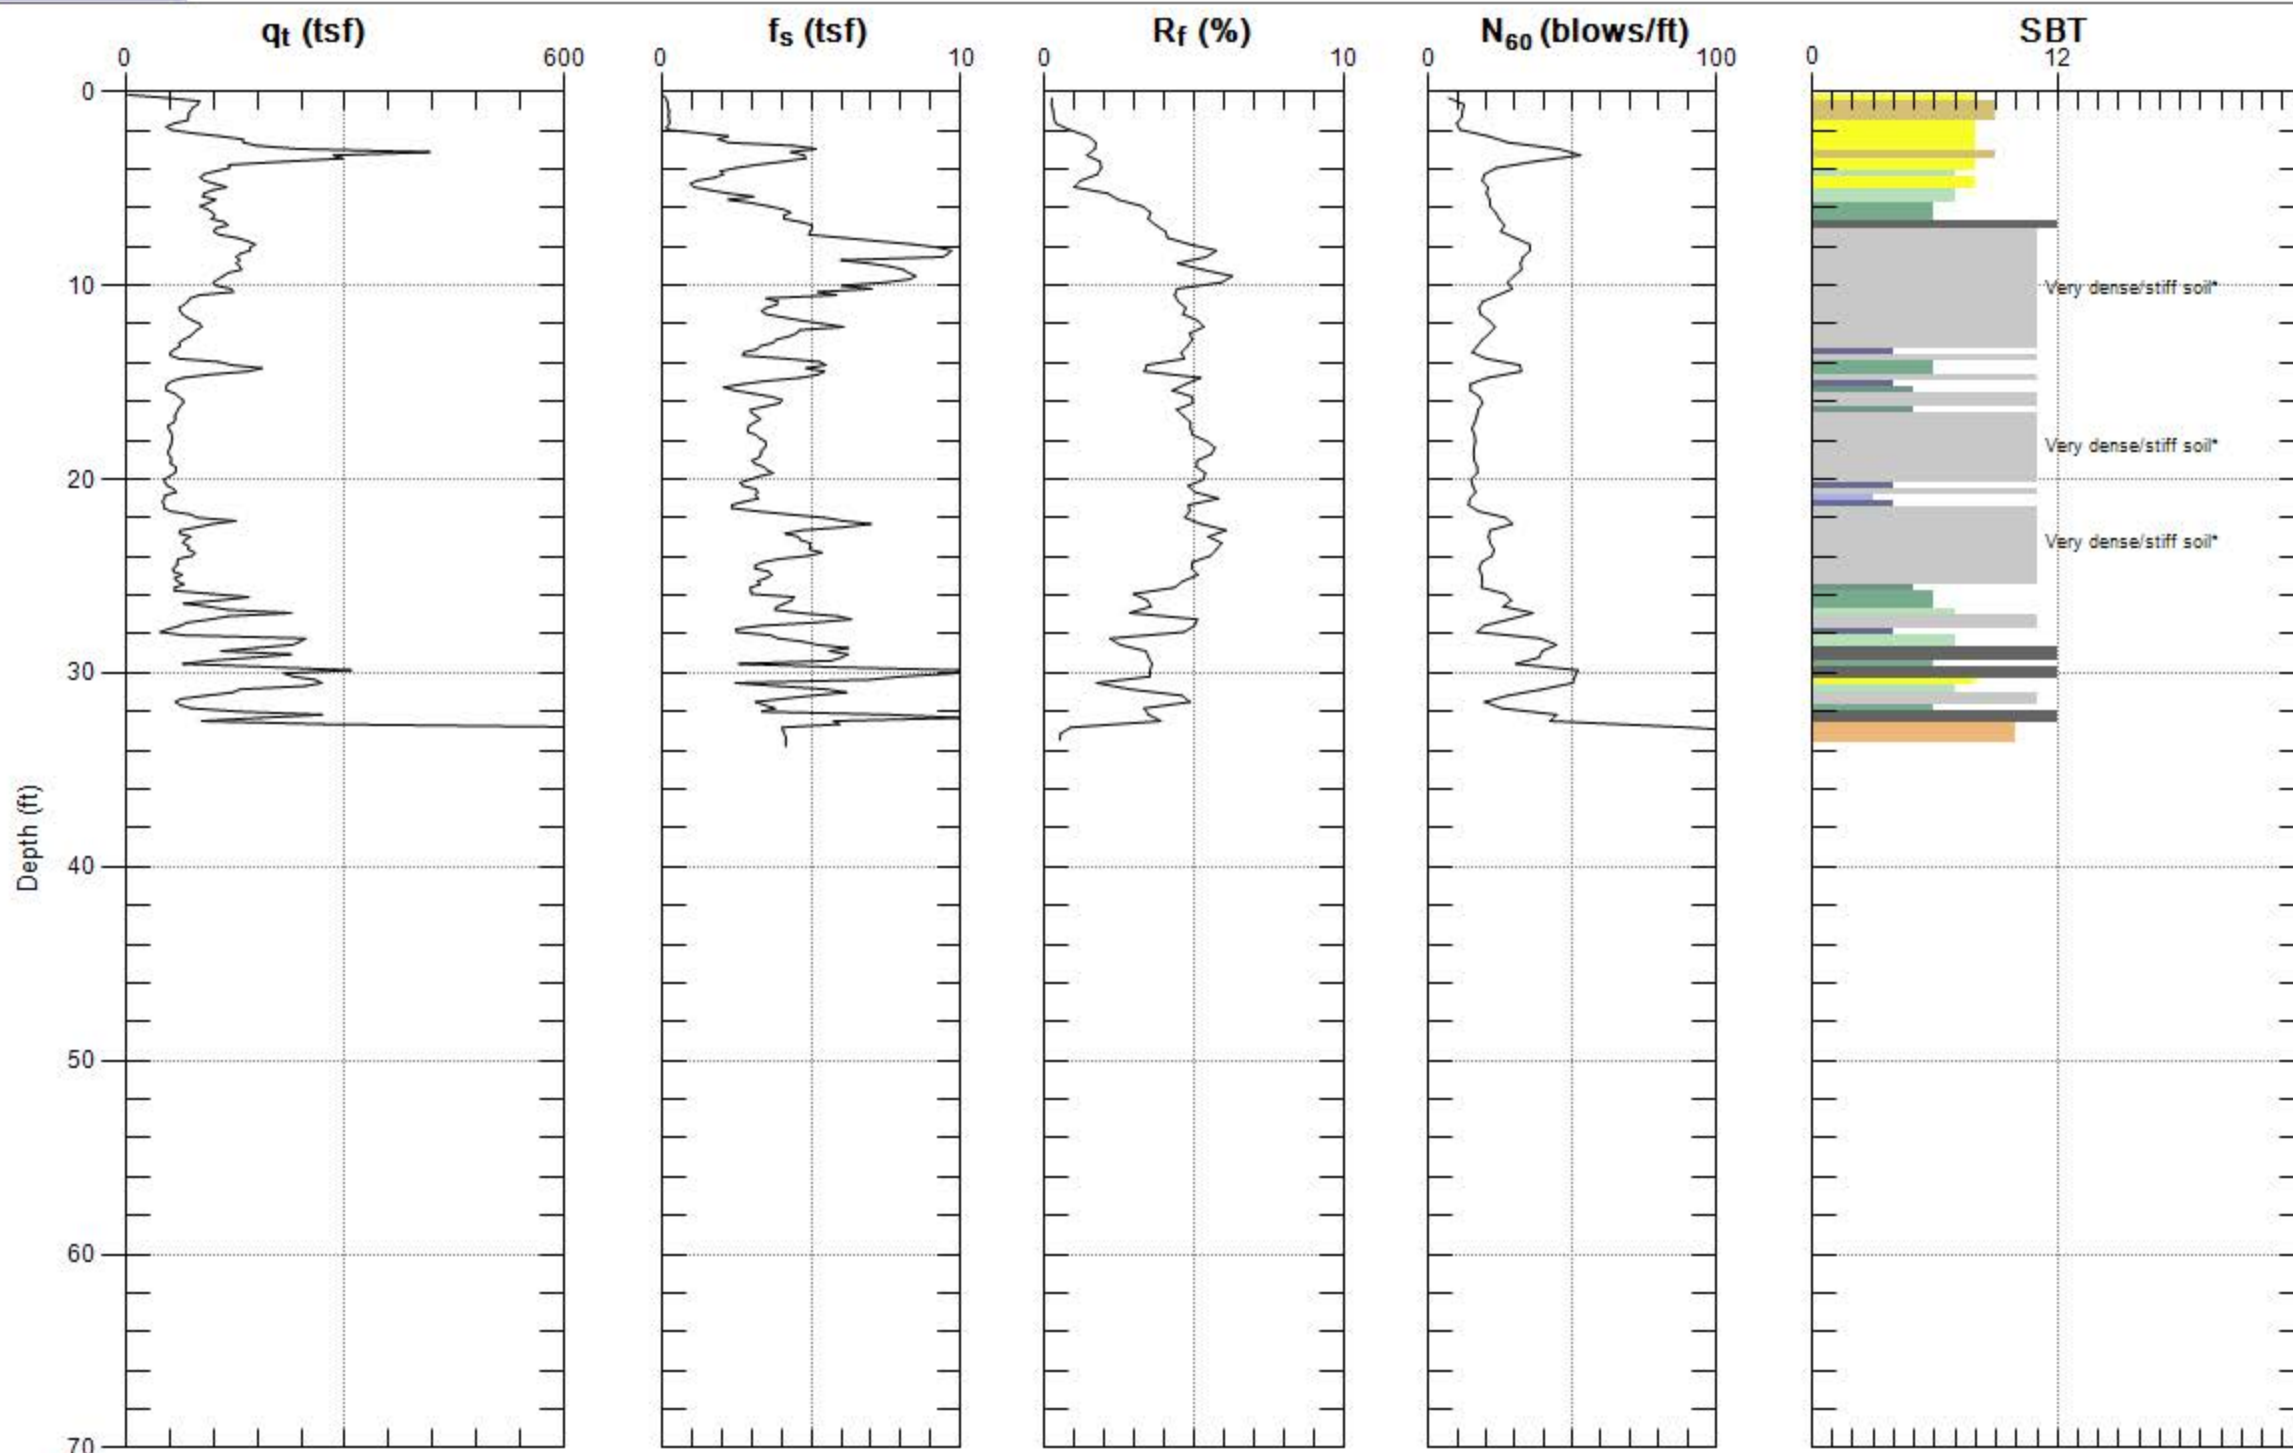 qt (tsf) fs (tsf) Rf (%) N60 (blows/ft) SBT
0 600 0 10 0 10 0 100 0 12
0
10
Very dense/stiff soil*
Very dense/stiff soil*
20
Very dense/stiff soil*
30
Depth (ft)
40
50
60
70